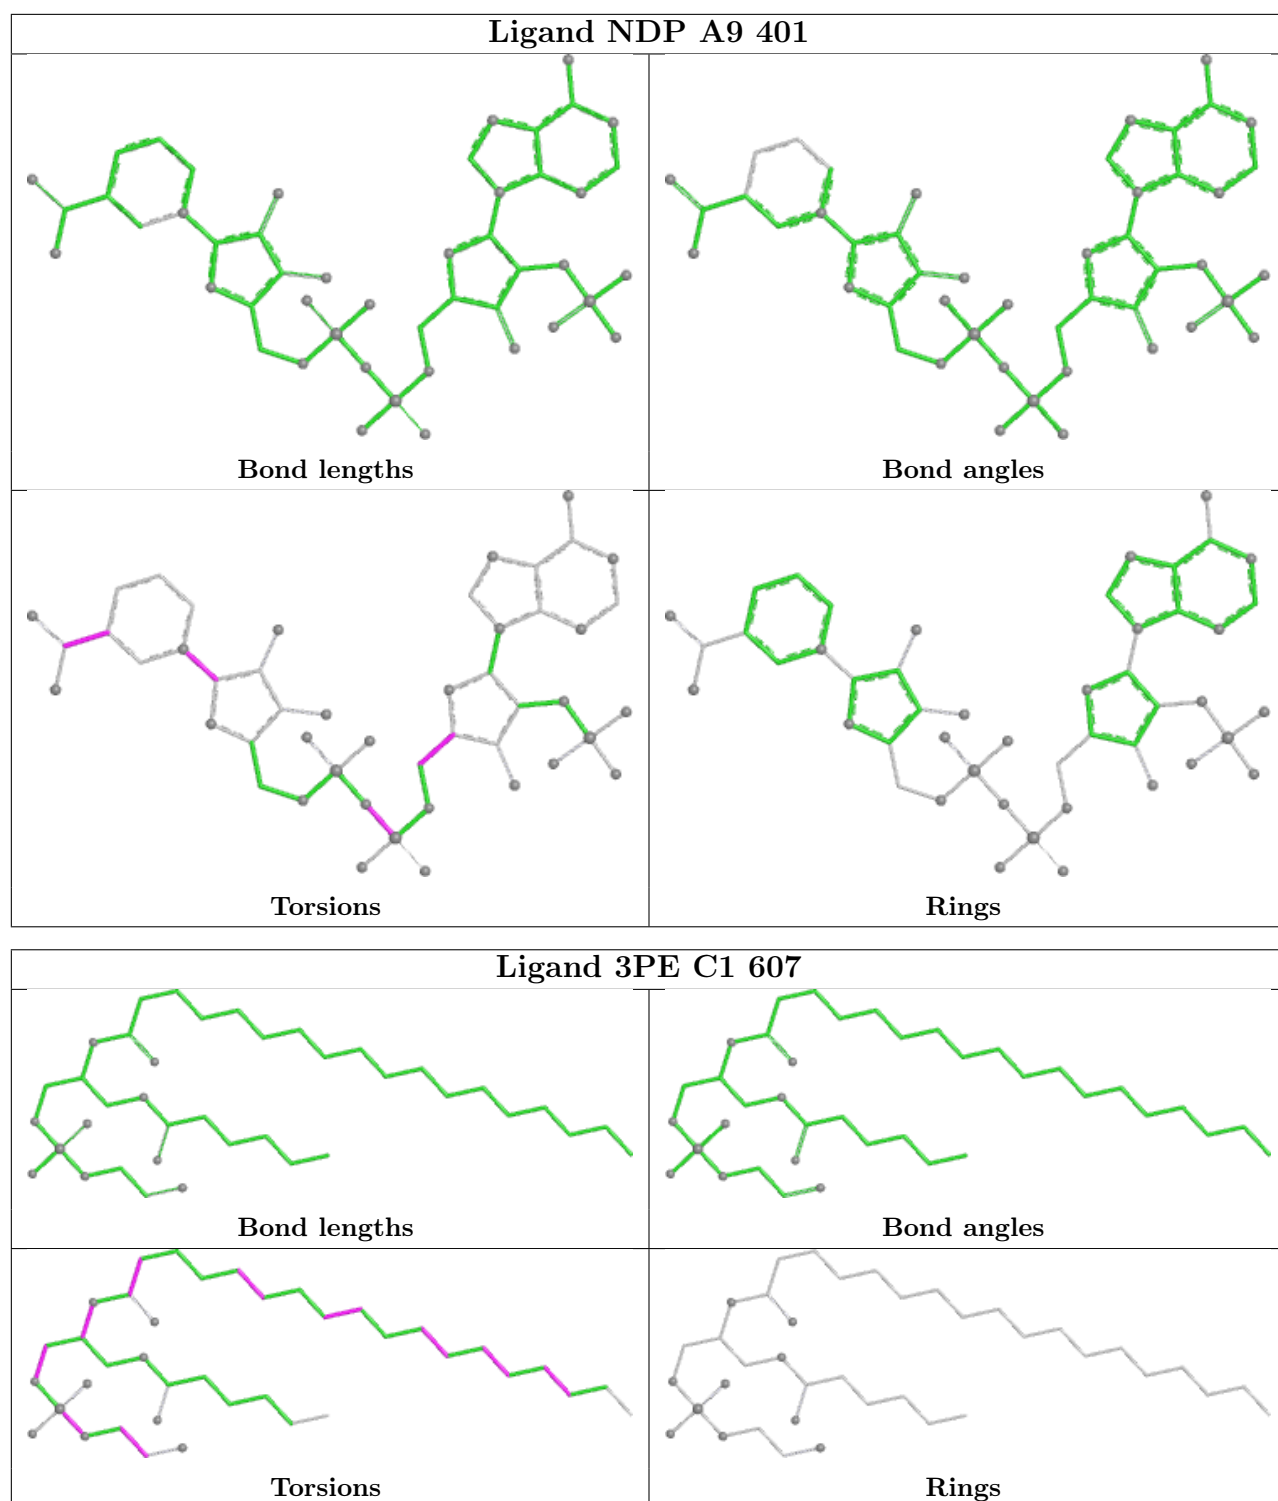 Ligand NDP A9 401
Bond lengths
Bond angles
Torsions
Rings
Ligand 3PE C1 607
Bond lengths
Bond angles
Torsions
Rings